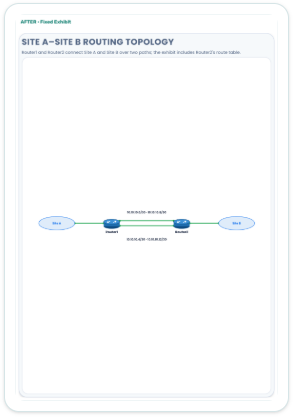 AFTER - Fixed Exhibit
SITE A–SITE B ROUTING TOPOLOGY
Router1 and Router2 connect Site A and Site B over two paths; the exhibit includes Router2's route table.
Site A
Router1
Router2
Site B